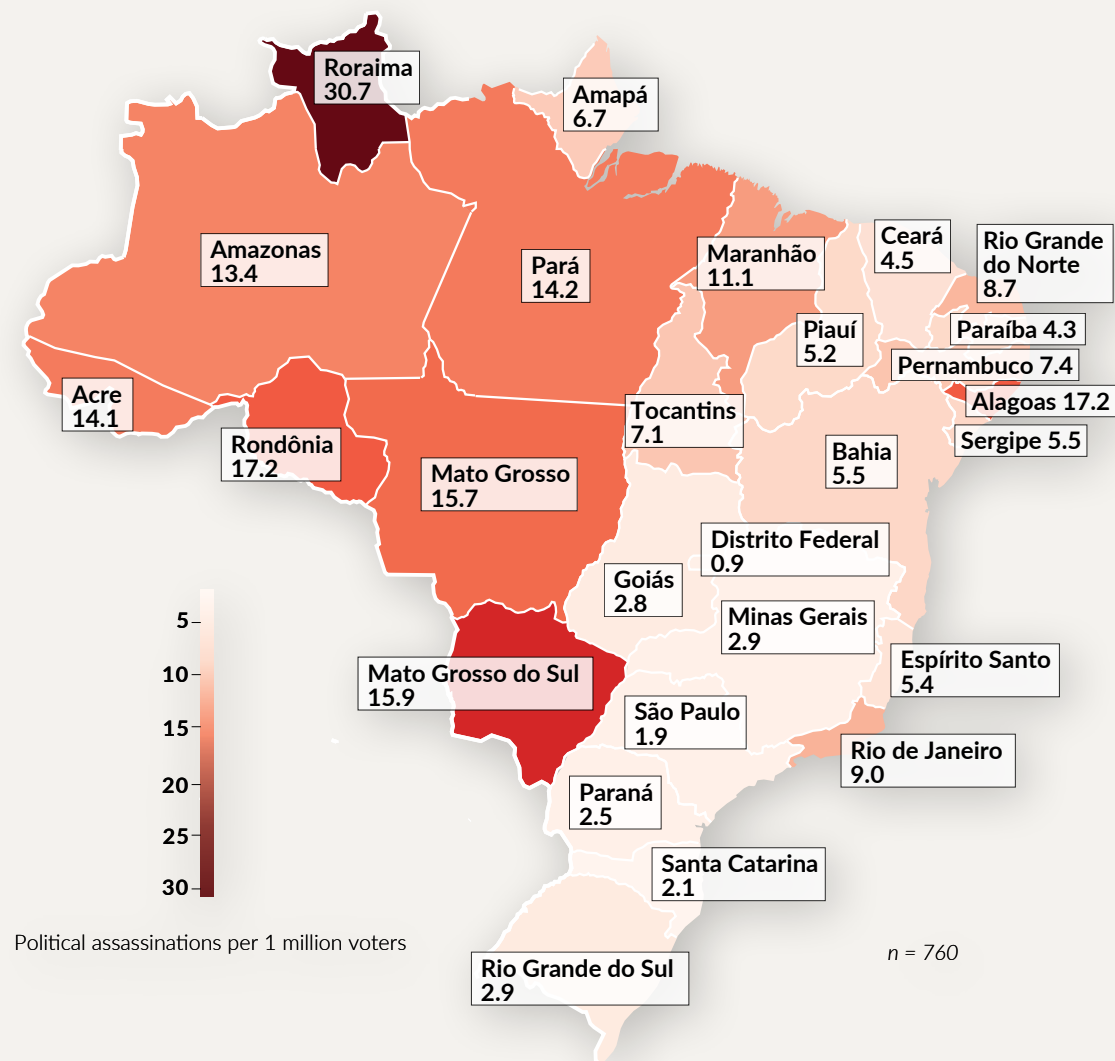 Roraima
30.7
Amapá
6.7
Amazonas
13.4
Pará
14.2
Maranhão
11.1
Ceará
4.5
Rio Grande
do Norte
8.7
Piauí
5.2
Paraíba 4.3
Pernambuco 7.4
Alagoas 17.2
Sergipe 5.5
Acre
14.1
Rondônia
17.2
Tocantins
7.1
Mato Grosso
15.7
Bahia
5.5
Distrito Federal
0.9
Goiás
2.8
Minas Gerais
2.9
Mato Grosso do Sul
15.9
Espírito Santo
5.4
São Paulo
1.9
Rio de Janeiro
9.0
Paraná
2.5
Santa Catarina
2.1
Rio Grande do Sul
2.9
5
10
15
20
25
30
Political assassinations per 1 million voters
n = 760